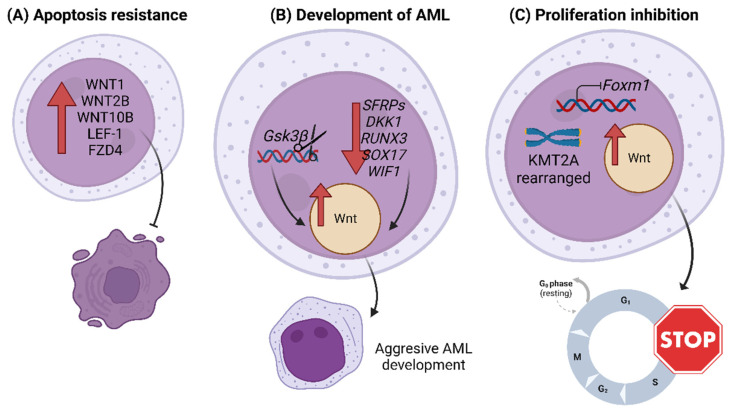 (A) Apoptosis resistance
WNT1
WNT2B
WNT10B
LEF-1
FZD4
(B) Development of AML
Gsk3β
SFRPs
DKK1
RUNX3
SOX17
WIF1
Wnt
Aggresive AML
development
(C) Proliferation inhibition
Foxm1
KMT2A
rearranged
Wnt
G₀ phase
(resting)
G₁
STOP
M
G₂
S